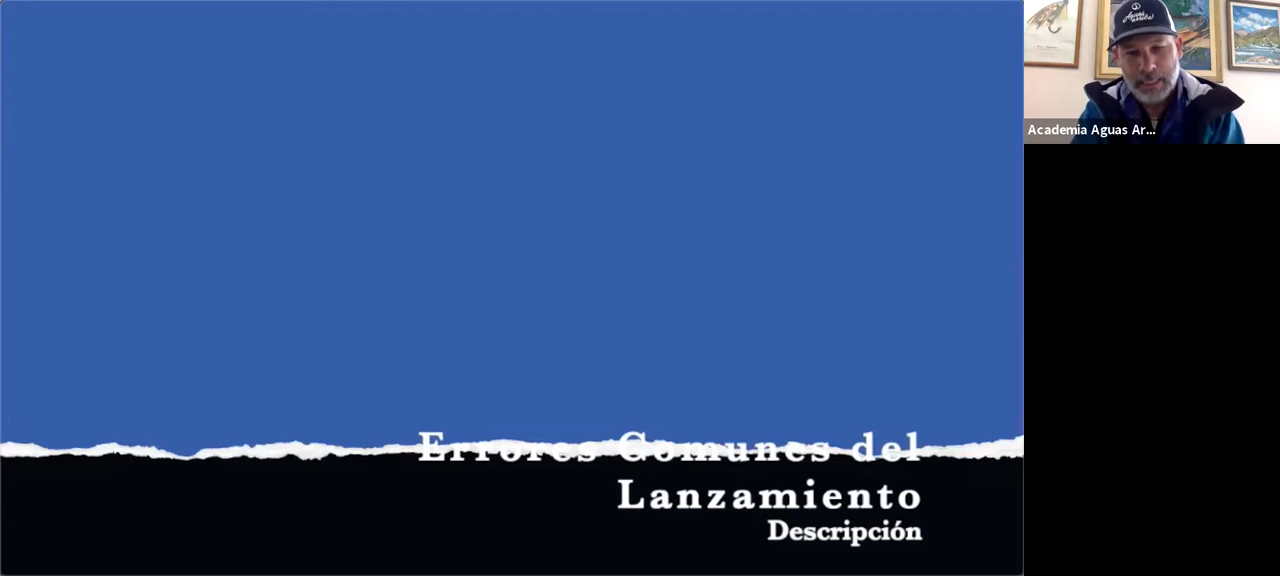 Errores Comunes del
Lanzamiento
Descripción
Academia Aguas Ar...